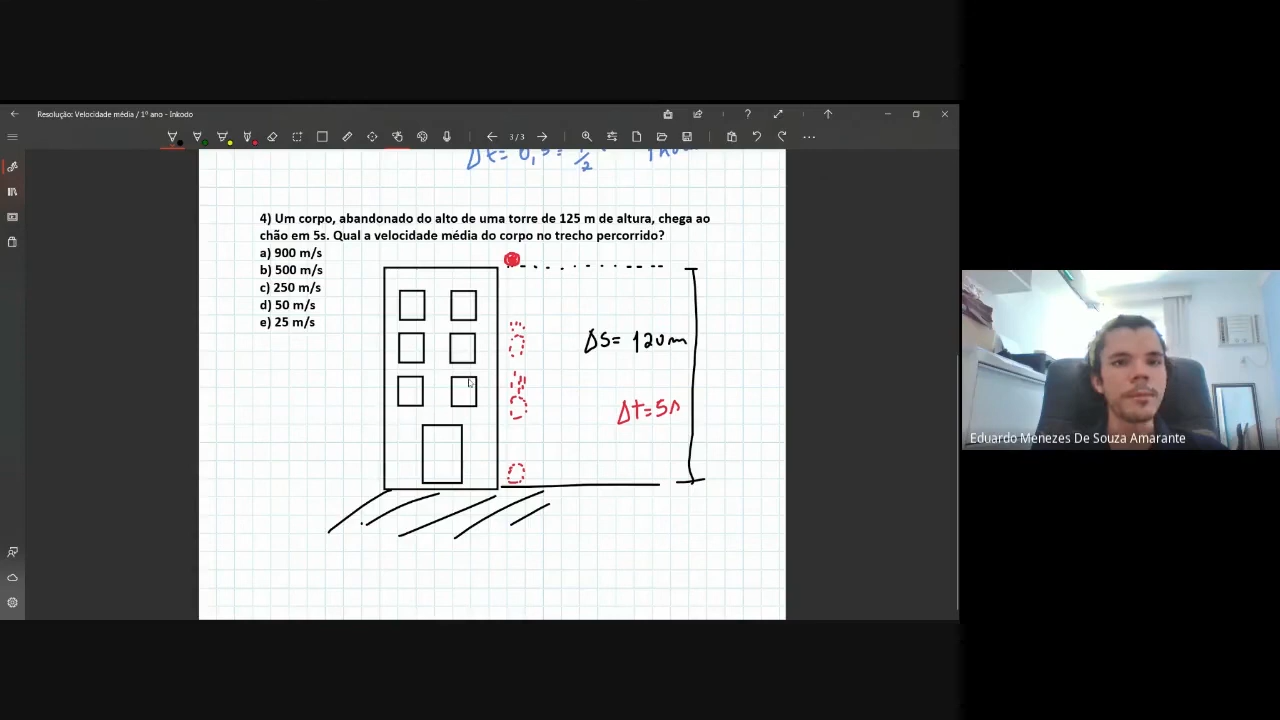 Resolução: Velocidade média / 1º ano - Inkodo
3/3
4) Um corpo, abandonado do alto de uma torre de 125 m de altura, chega ao
chão em 5s. Qual a velocidade média do corpo no trecho percorrido?
a) 900 m/s
b) 500 m/s
c) 250 m/s
d) 50 m/s
e) 25 m/s
ΔS= 120m
Δt=5s
Eduardo Menezes De Souza Amarante